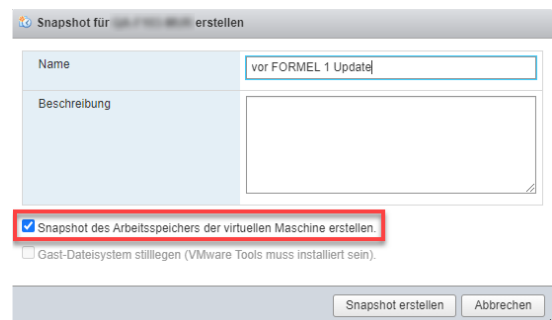 Snapshot für erstellen
Name
vor FORMEL 1 Update
Beschreibung
Snapshot des Arbeitsspeichers der virtuellen Maschine erstellen.
Gast-Dateisystem stilllegen (VMware Tools muss installiert sein).
Snapshot erstellen
Abbrechen